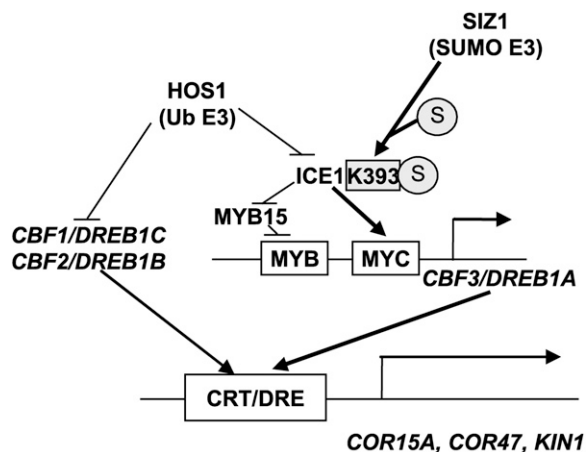 SIZ1
(SUMO E3)
HOS1
(Ub E3)
S
ICE1 K393 S
MYB15
CBF1/DREB1C
CBF2/DREB1B
MYB MYC
CBF3/DREB1A
CRT/DRE
COR15A, COR47, KIN1